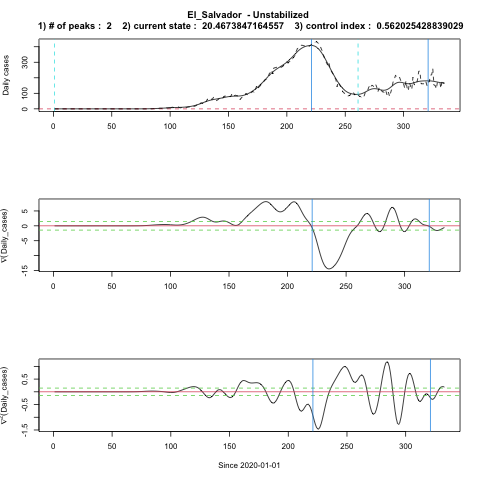 El_Salvador - Unstabilized
1) # of peaks : 2 2) current state : 20.4673847164557 3) control index : 0.562025428839029
Daily cases
0 100 300
0 50 100 150 200 250 300
∇(Daily_cases)
-15 -5 0 5
0 50 100 150 200 250 300
∇²(Daily_cases)
-1.5 -0.5 0.5
0 50 100 150 200 250 300
Since 2020-01-01